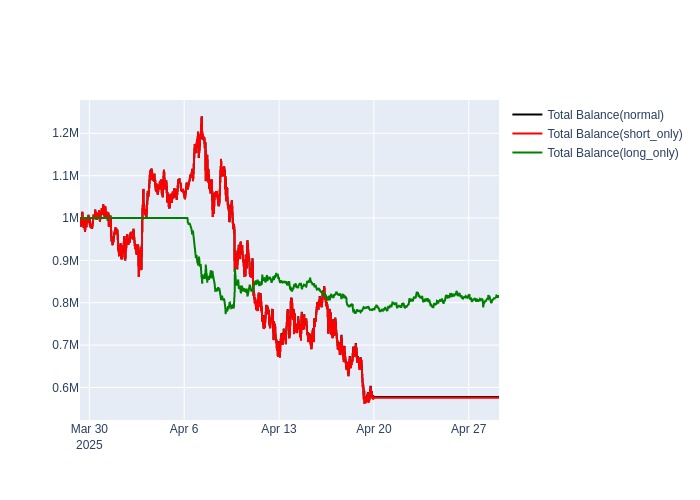 Total Balance(normal)
Total Balance(short_only)
Total Balance(long_only)
1.2M
1.1M
1M
0.9M
0.8M
0.7M
0.6M
Mar 30
2025
Apr 6
Apr 13
Apr 20
Apr 27